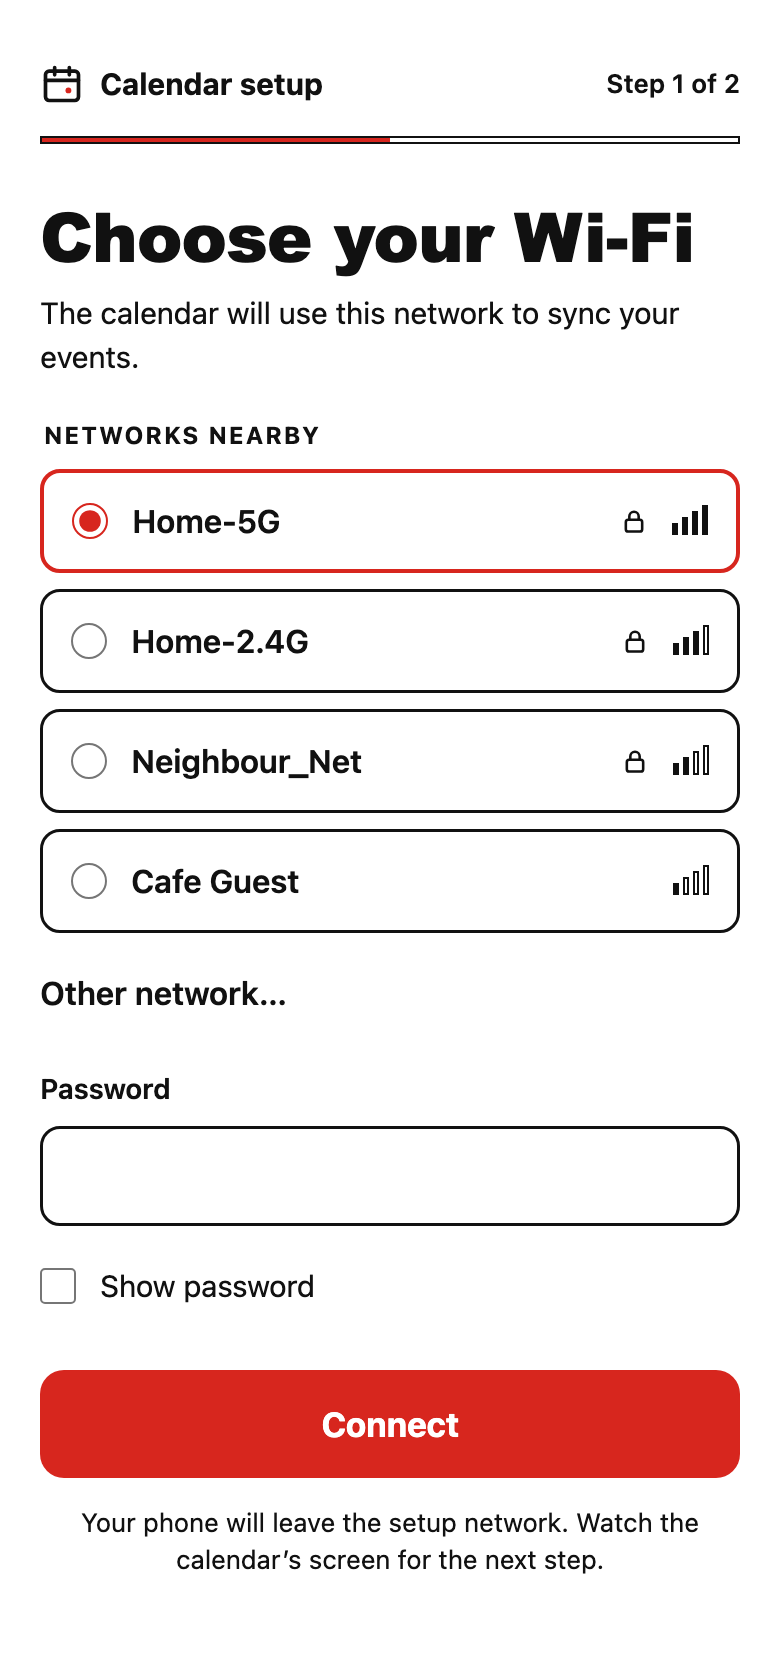 Calendar setup
Step 1 of 2
Choose your Wi-Fi
The calendar will use this network to sync your
events.
NETWORKS NEARBY
Home-5G
Home-2.4G
Neighbour_Net
Cafe Guest
Other network...
Password
Show password
Connect
Your phone will leave the setup network. Watch the
calendar’s screen for the next step.